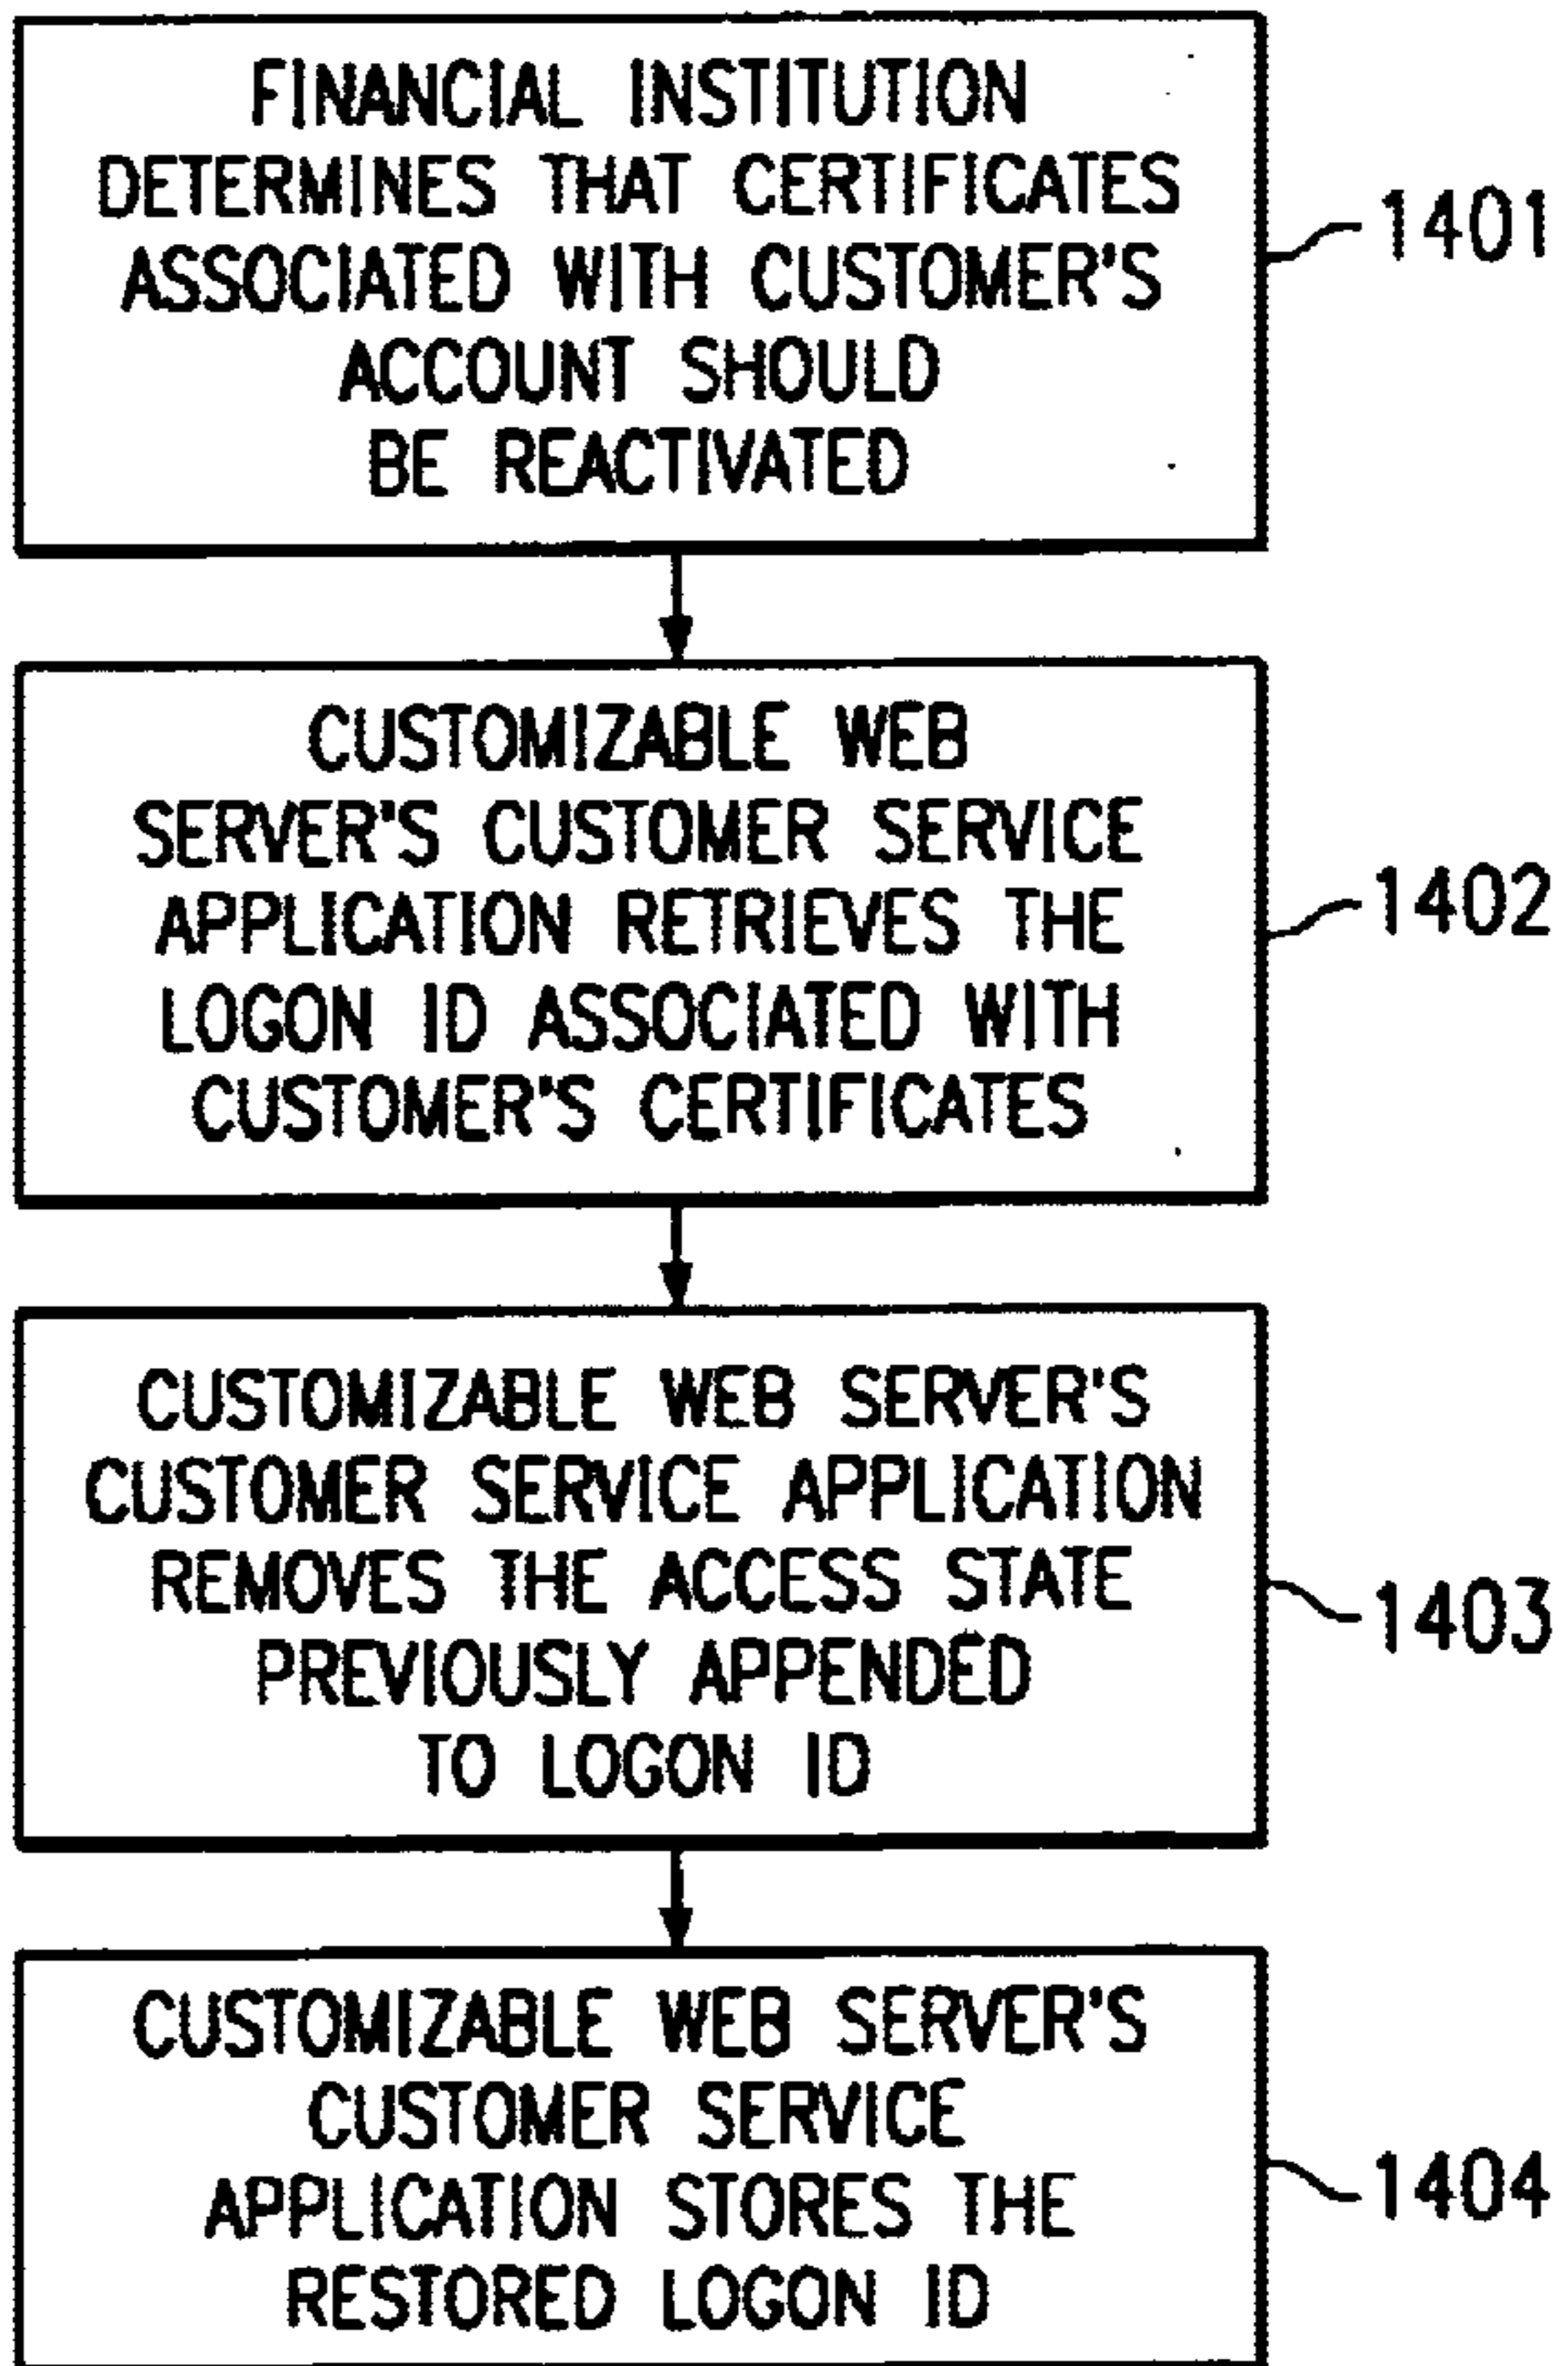 FINANCIAL INSTITUTION
DETERMINES THAT CERTIFICATES
ASSOCIATED WITH CUSTOMER'S
ACCOUNT SHOULD
BE REACTIVATED
1401
CUSTOMIZABLE WEB
SERVER'S CUSTOMER SERVICE
APPLICATION RETRIEVES THE
LOGON ID ASSOCIATED WITH
CUSTOMER'S CERTIFICATES
1402
CUSTOMIZABLE WEB SERVER'S
CUSTOMER SERVICE APPLICATION
REMOVES THE ACCESS STATE
PREVIOUSLY APPENDED
TO LOGON ID
1403
CUSTOMIZABLE WEB SERVER'S
CUSTOMER SERVICE
APPLICATION STORES THE
RESTORED LOGON ID
1404